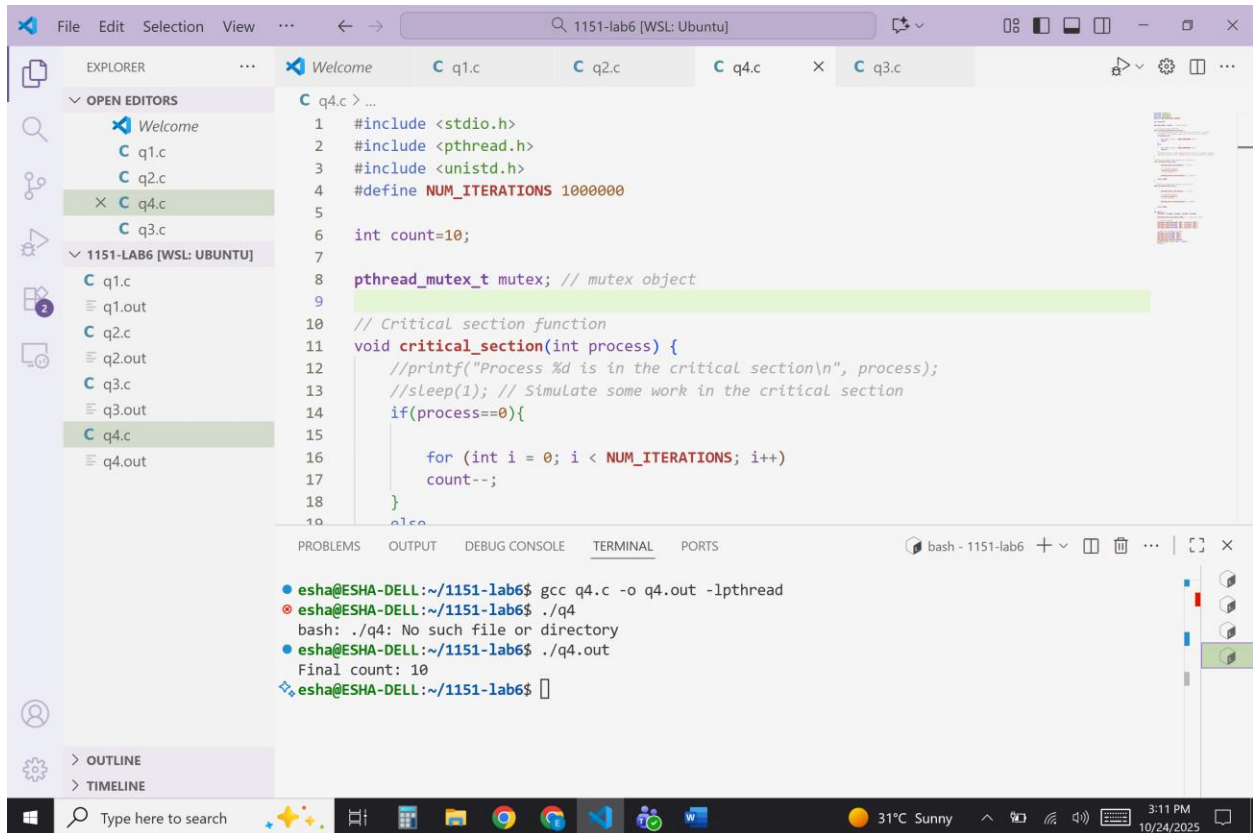 File Edit Selection View ... 1151-lab6 [WSL: Ubuntu]
EXPLORER ...
OPEN EDITORS
Welcome
C q1.c
C q2.c
C q4.c
C q3.c
1151-LAB6 [WSL: UBUNTU]
C q1.c
q1.out
C q2.c
q2.out
C q3.c
q3.out
C q4.c
q4.out
OUTLINE
TIMELINE
2
Welcome C q1.c C q2.c C q4.c C q3.c
C q4.c > ...
1 #include <stdio.h>
2 #include <pthread.h>
3 #include <unistd.h>
4 #define NUM_ITERATIONS 1000000
5
6 int count=10;
7
8 pthread_mutex_t mutex; // mutex object
9
10 // Critical section function
11 void critical_section(int process) {
12 //printf("Process %d is in the critical section\n", process);
13 //sleep(1); // Simulate some work in the critical section
14 if(process==0){
15
16 for (int i = 0; i < NUM_ITERATIONS; i++)
17 count--;
18 }
19 else
PROBLEMS OUTPUT DEBUG CONSOLE TERMINAL PORTS bash - 1151-lab6
esha@ESHA-DELL:~/1151-lab6$ gcc q4.c -o q4.out -lpthread
esha@ESHA-DELL:~/1151-lab6$ ./q4
bash: ./q4: No such file or directory
esha@ESHA-DELL:~/1151-lab6$ ./q4.out
Final count: 10
esha@ESHA-DELL:~/1151-lab6$
Type here to search 31°C Sunny 3:11 PM
10/24/2025